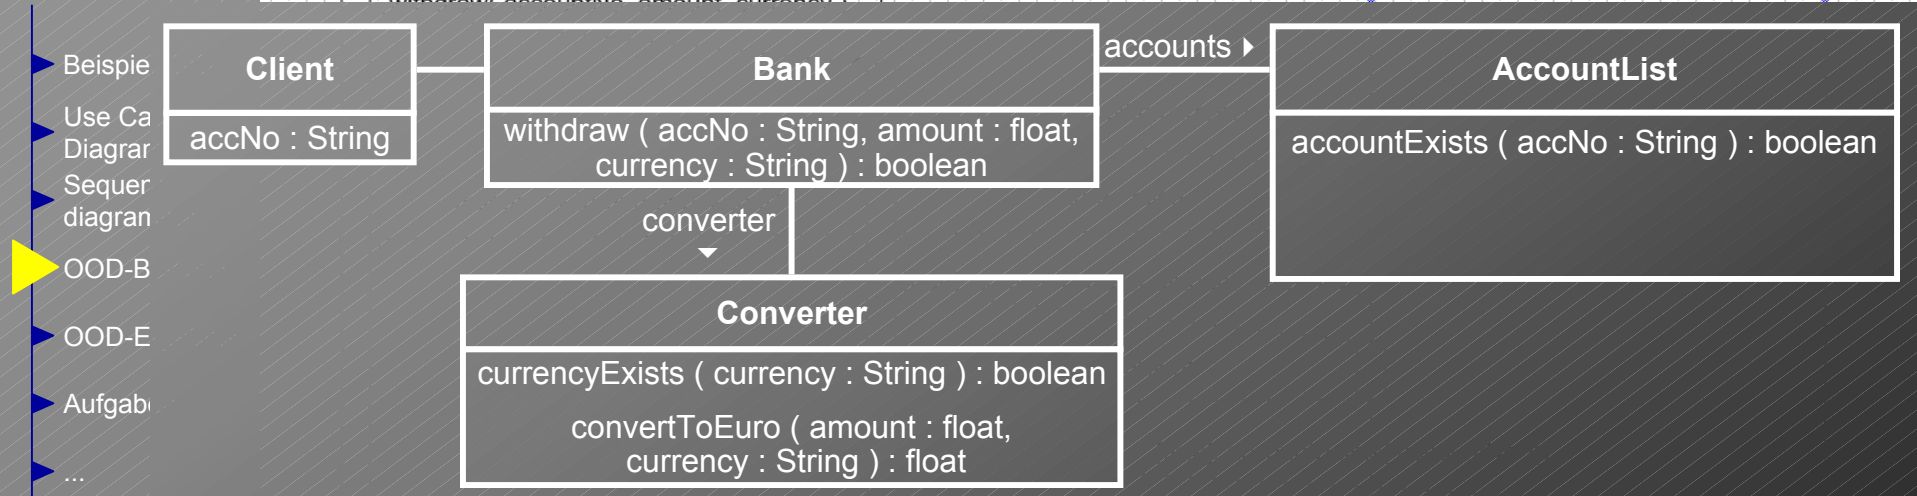 Beispie
Use Ca
Diagrar
Sequer
diagram
OOD-B
OOD-E
Aufgab
...
Client
accNo : String
Bank
withdraw ( accNo : String, amount : float,
currency : String ) : boolean
accounts
AccountList
accountExists ( accNo : String ) : boolean
converter
Converter
currencyExists ( currency : String ) : boolean
convertToEuro ( amount : float,
currency : String ) : float